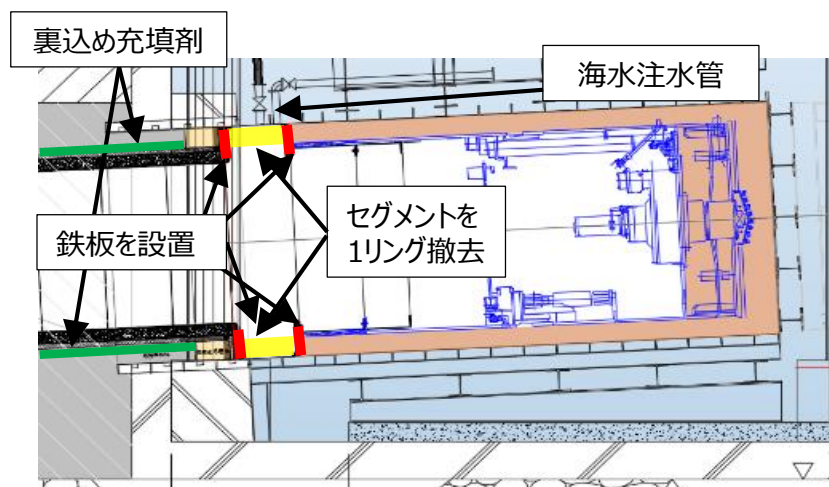 裏込め充填剤
海水注水管
鉄板を設置
セグメントを
1リング撤去